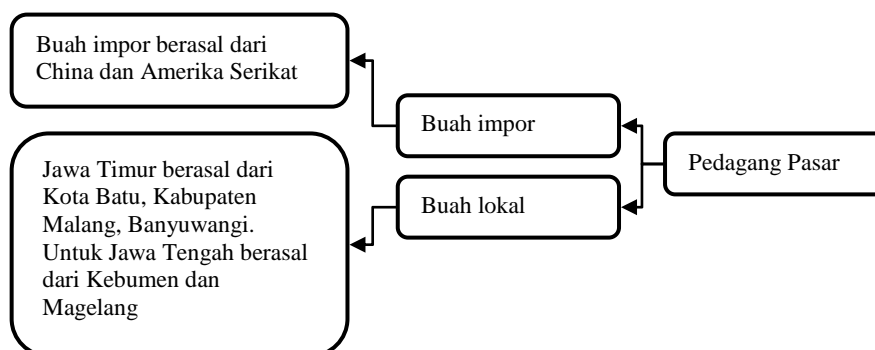 Buah impor berasal dari
China dan Amerika Serikat
Buah impor
Pedagang Pasar
Jawa Timur berasal dari
Kota Batu, Kabupaten
Malang, Banyuwangi.
Untuk Jawa Tengah berasal
dari Kebumen dan
Magelang
Buah lokal